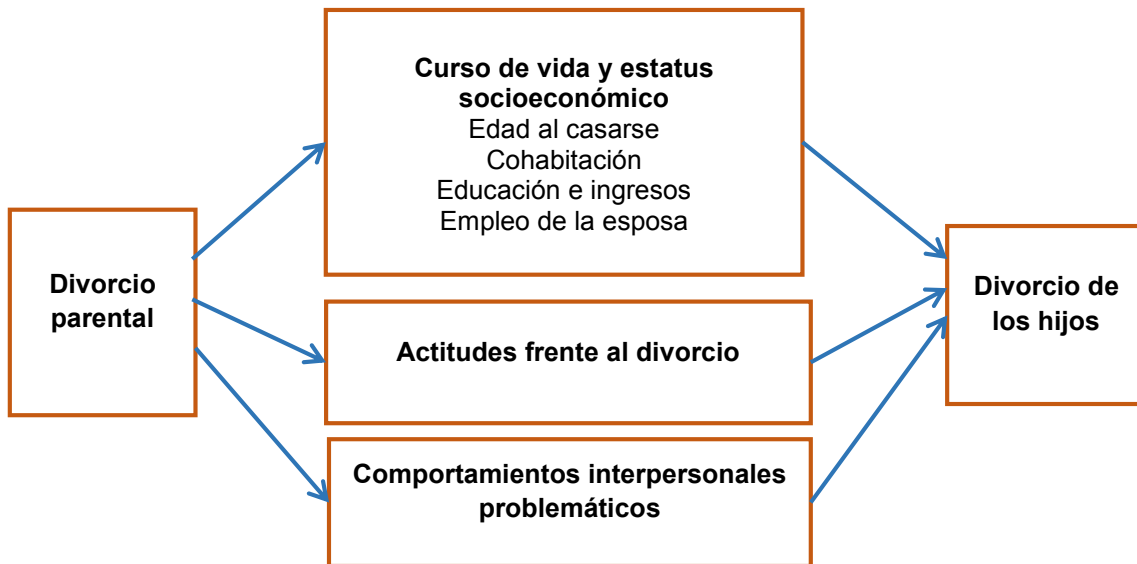 Curso de vida y estatus
socioeconómico
Edad al casarse
Cohabitación
Educación e ingresos
Empleo de la esposa
Divorcio
parental
Actitudes frente al divorcio
Comportamientos interpersonales
problemáticos
Divorcio de
los hijos